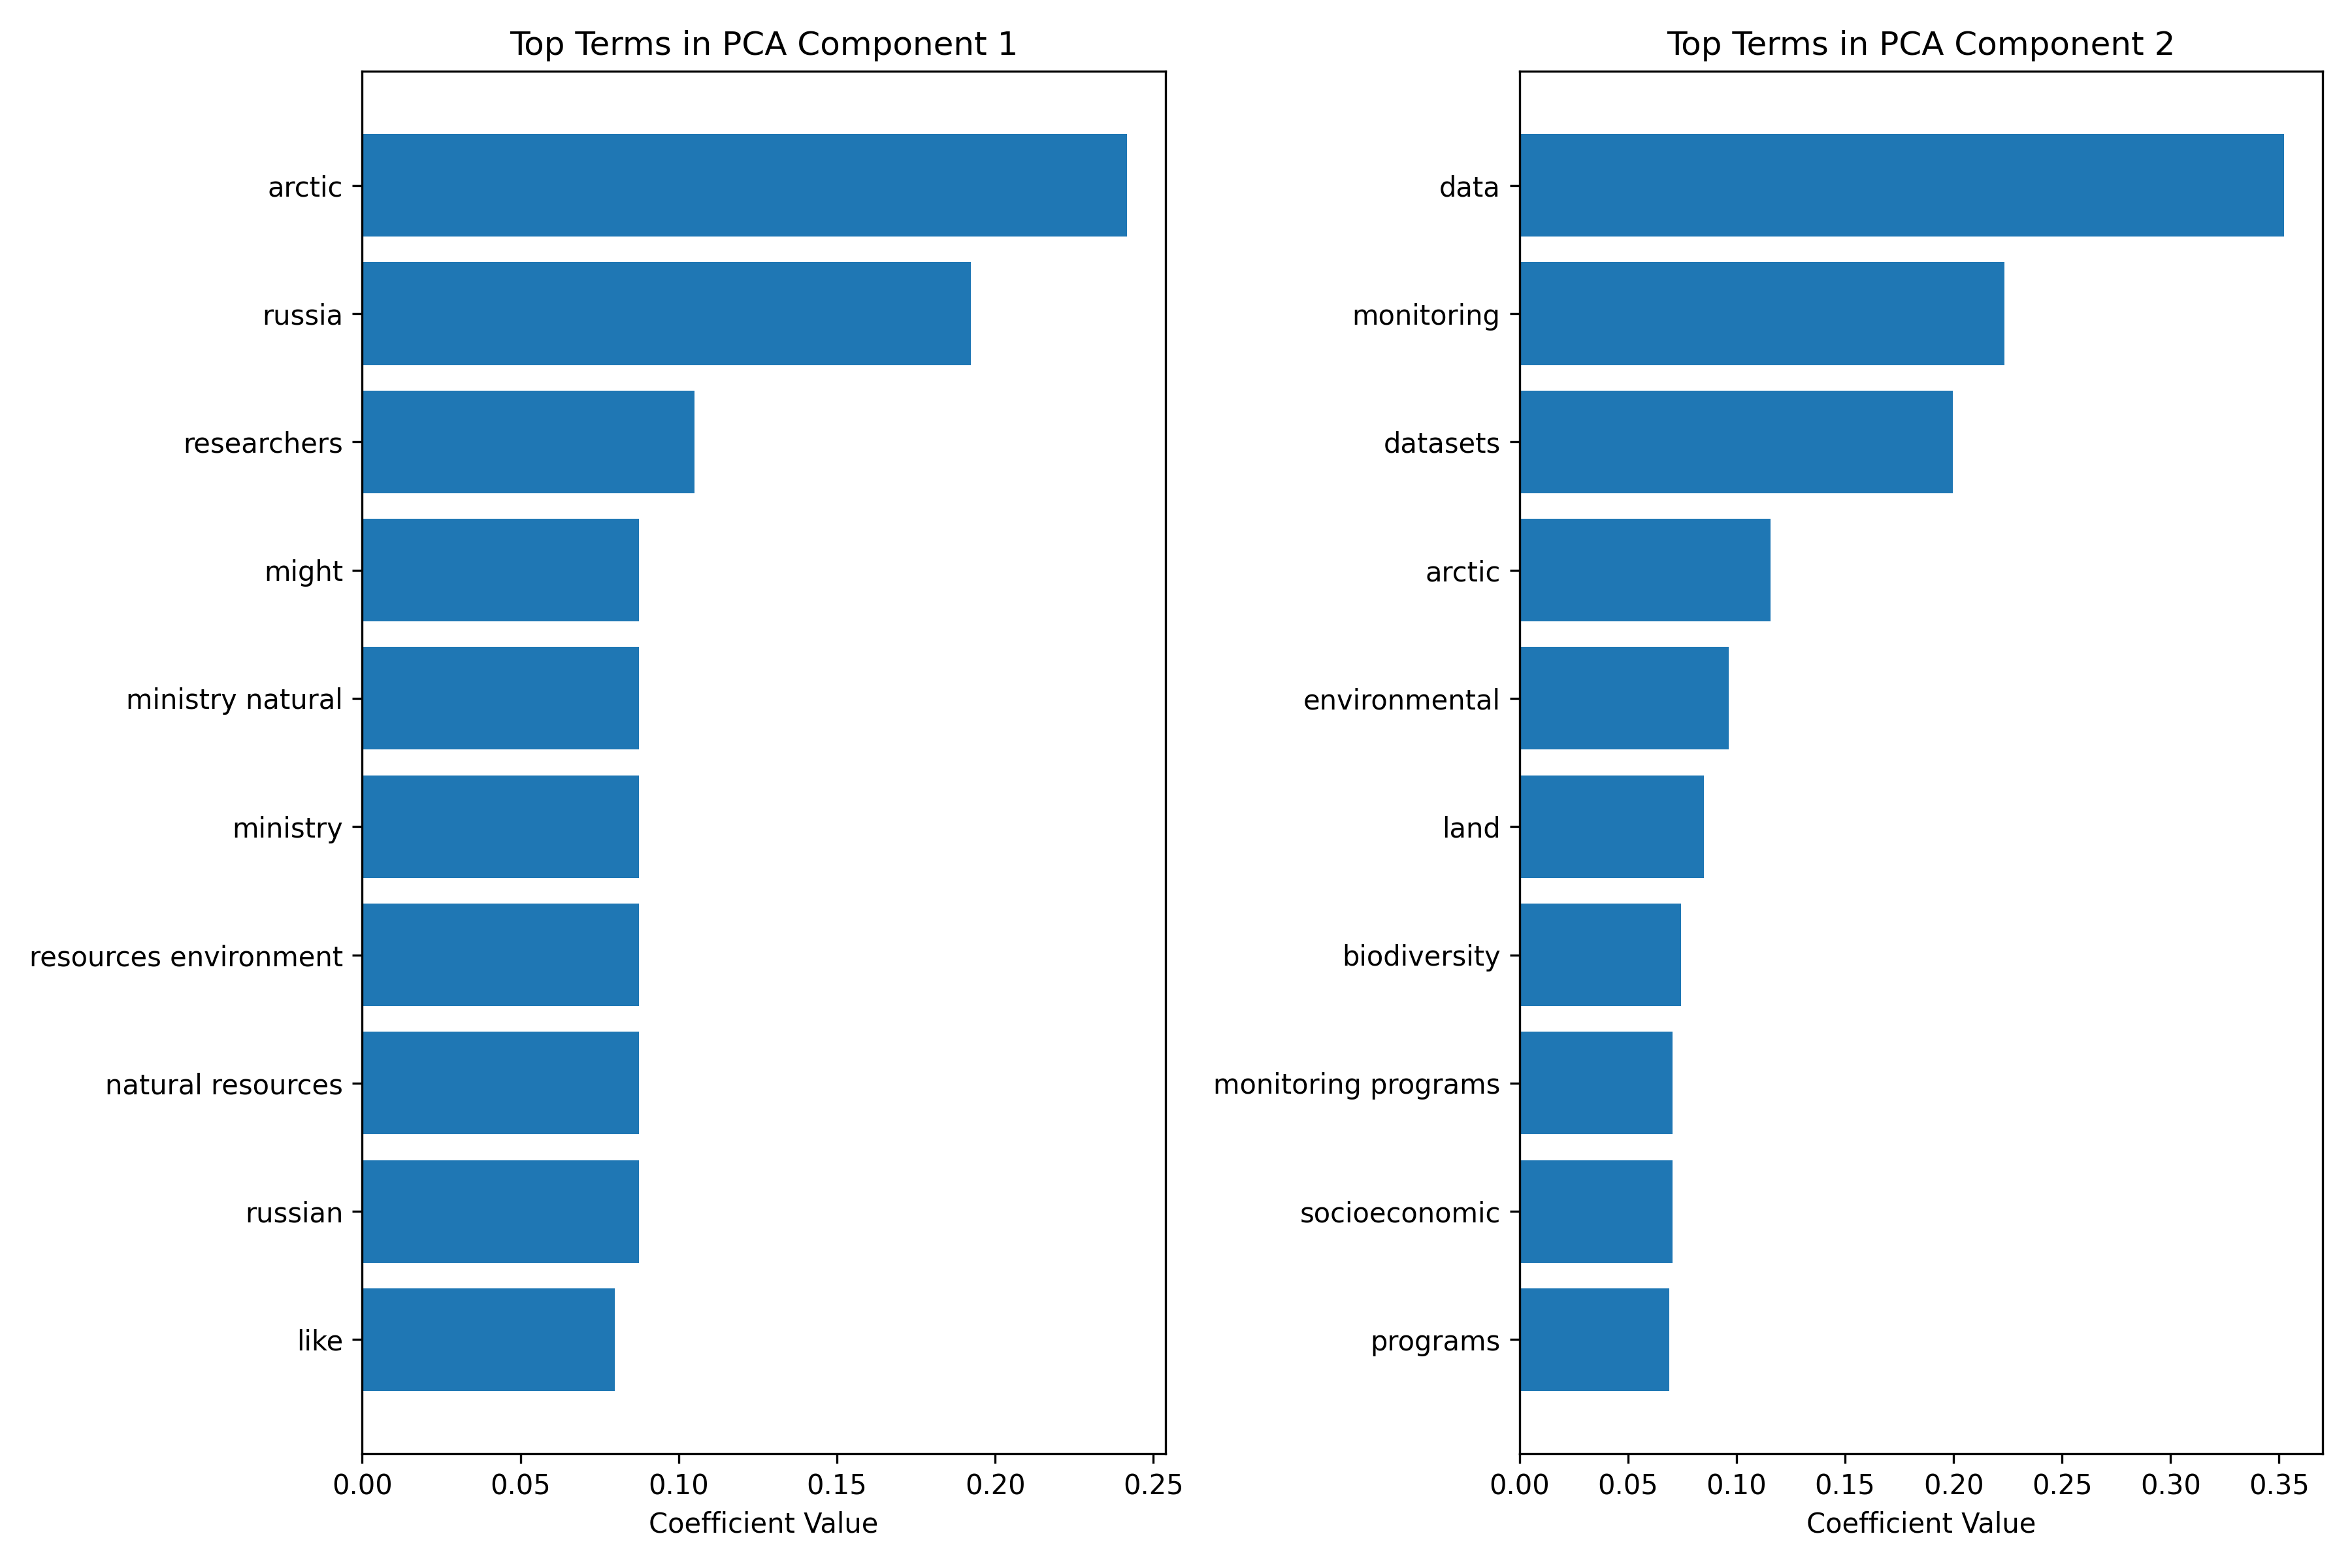 Top Terms in PCA Component 1
arctic
russia
researchers
might
ministry natural
ministry
resources environment
natural resources
russian
like
0.00 0.05 0.10 0.15 0.20 0.25
Coefficient Value
Top Terms in PCA Component 2
data
monitoring
datasets
arctic
environmental
land
biodiversity
monitoring programs
socioeconomic
programs
0.00 0.05 0.10 0.15 0.20 0.25 0.30 0.35
Coefficient Value